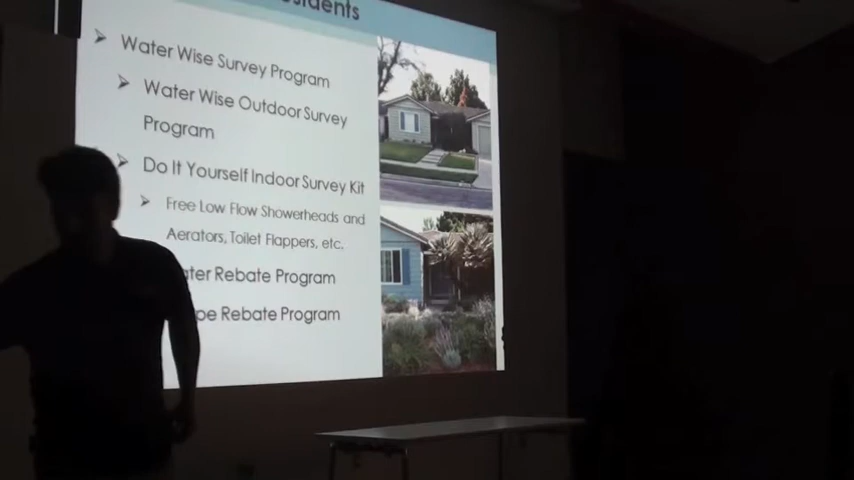 Water Wise Survey Program
Water Wise Outdoor Survey
Program
Do It Yourself Indoor Survey Kit
Free Low Flow Showerheads and
Aerators, Toilet Flappers, etc.
Rebate Program
Rebate Program